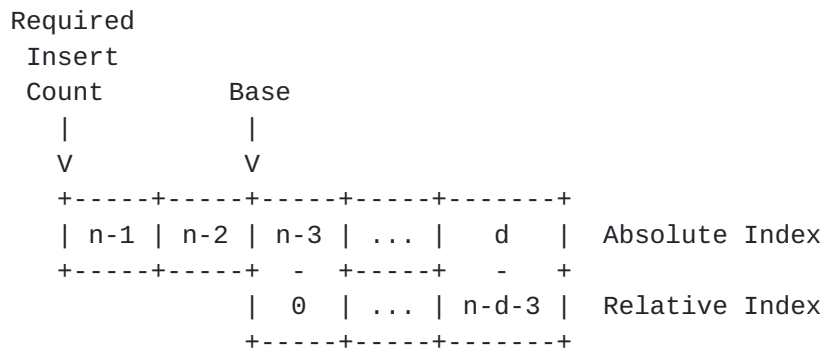 Required
 Insert
 Count        Base
   |            |
   V            V
   +-----+-----+-----+-----+-------+
   | n-1 | n-2 | n-3 | ... |   d   |  Absolute Index
   +-----+-----+  -  +-----+   -   +
               |  0  | ... | n-d-3 |  Relative Index
               +-----+-----+-------+